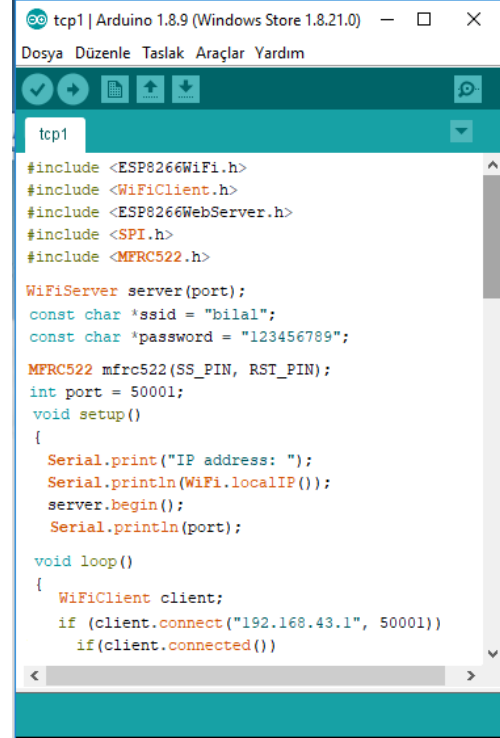 tcp1 | Arduino 1.8.9 (Windows Store 1.8.21.0)
Dosya Düzenle Taslak Araçlar Yardım
tcp1
#include <ESP8266WiFi.h>
#include <WiFiClient.h>
#include <ESP8266WebServer.h>
#include <SPI.h>
#include <MFRC522.h>
WiFiServer server(port);
const char *ssid = "bilal";
const char *password = "123456789";
MFRC522 mfrc522(SS_PIN, RST_PIN);
int port = 50001;
void setup()
{
Serial.print("IP address: ");
Serial.println(WiFi.localIP());
server.begin();
Serial.println(port);
void loop()
{
WiFiClient client;
if (client.connect("192.168.43.1", 50001))
if(client.connected())